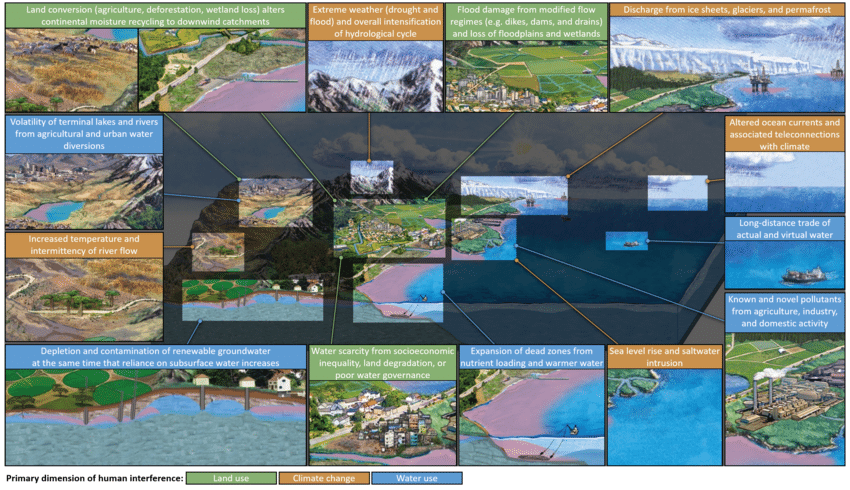 Land conversion (agriculture, deforestation, wetland loss) alters
continental moisture recycling to downwind catchments
Extreme weather (drought and
flood) and overall intensification
of hydrological cycle
Flood damage from modified flow
regimes (e.g. dikes, dams, and drains)
and loss of floodplains and wetlands
Discharge from ice sheets, glaciers, and permafrost
Volatility of terminal lakes and rivers
from agricultural and urban water
diversions
Altered ocean currents and
associated teleconnections
with climate
Increased temperature and
intermittency of river flow
Long-distance trade of
actual and virtual water
Known and novel pollutants
from agriculture, industry,
and domestic activity
Depletion and contamination of renewable groundwater
at the same time that reliance on subsurface water increases
Water scarcity from socioeconomic
inequality, land degradation, or
poor water governance
Expansion of dead zones from
nutrient loading and warmer water
Sea level rise and saltwater
intrusion
Primary dimension of human interference: Land use Climate change Water use